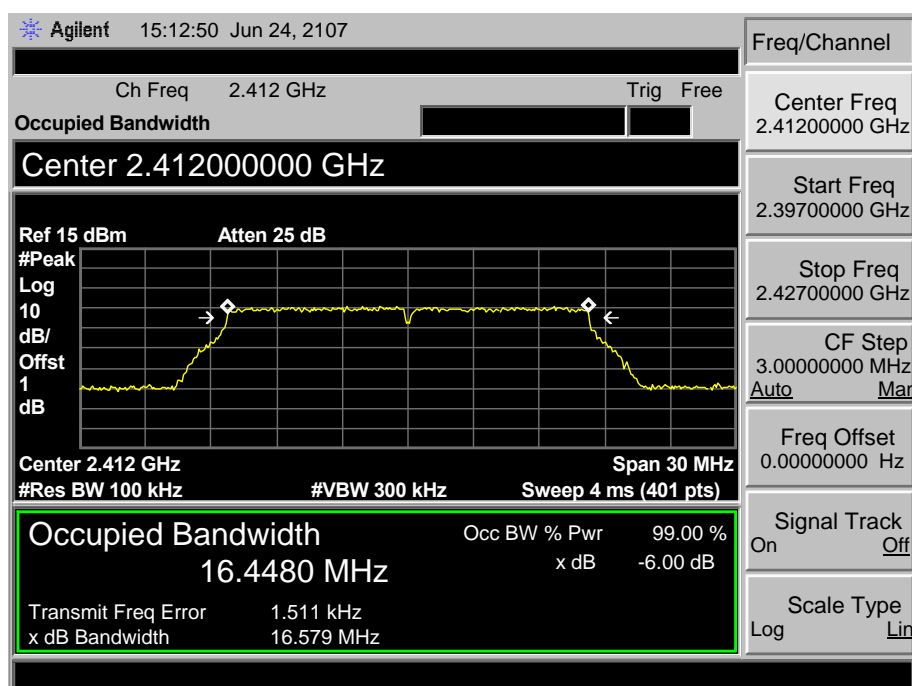 Agilent 15:12:50 Jun 24, 2107
Freq/Channel
Ch Freq 2.412 GHz Trig Free
Occupied Bandwidth
Center 2.412000000 GHz
Ref 15 dBm Atten 25 dB
#Peak
Log
10
dB/
Offst
1
dB
Center 2.412 GHz Span 30 MHz
#Res BW 100 kHz #VBW 300 kHz Sweep 4 ms (401 pts)
Occupied Bandwidth
16.4480 MHz
Occ BW % Pwr 99.00 %
x dB -6.00 dB
Transmit Freq Error 1.511 kHz
x dB Bandwidth 16.579 MHz
Center Freq
2.41200000 GHz
Start Freq
2.39700000 GHz
Stop Freq
2.42700000 GHz
CF Step
3.00000000 MHz
Auto Man
Freq Offset
0.00000000 Hz
Signal Track
On Off
Scale Type
Log Lin